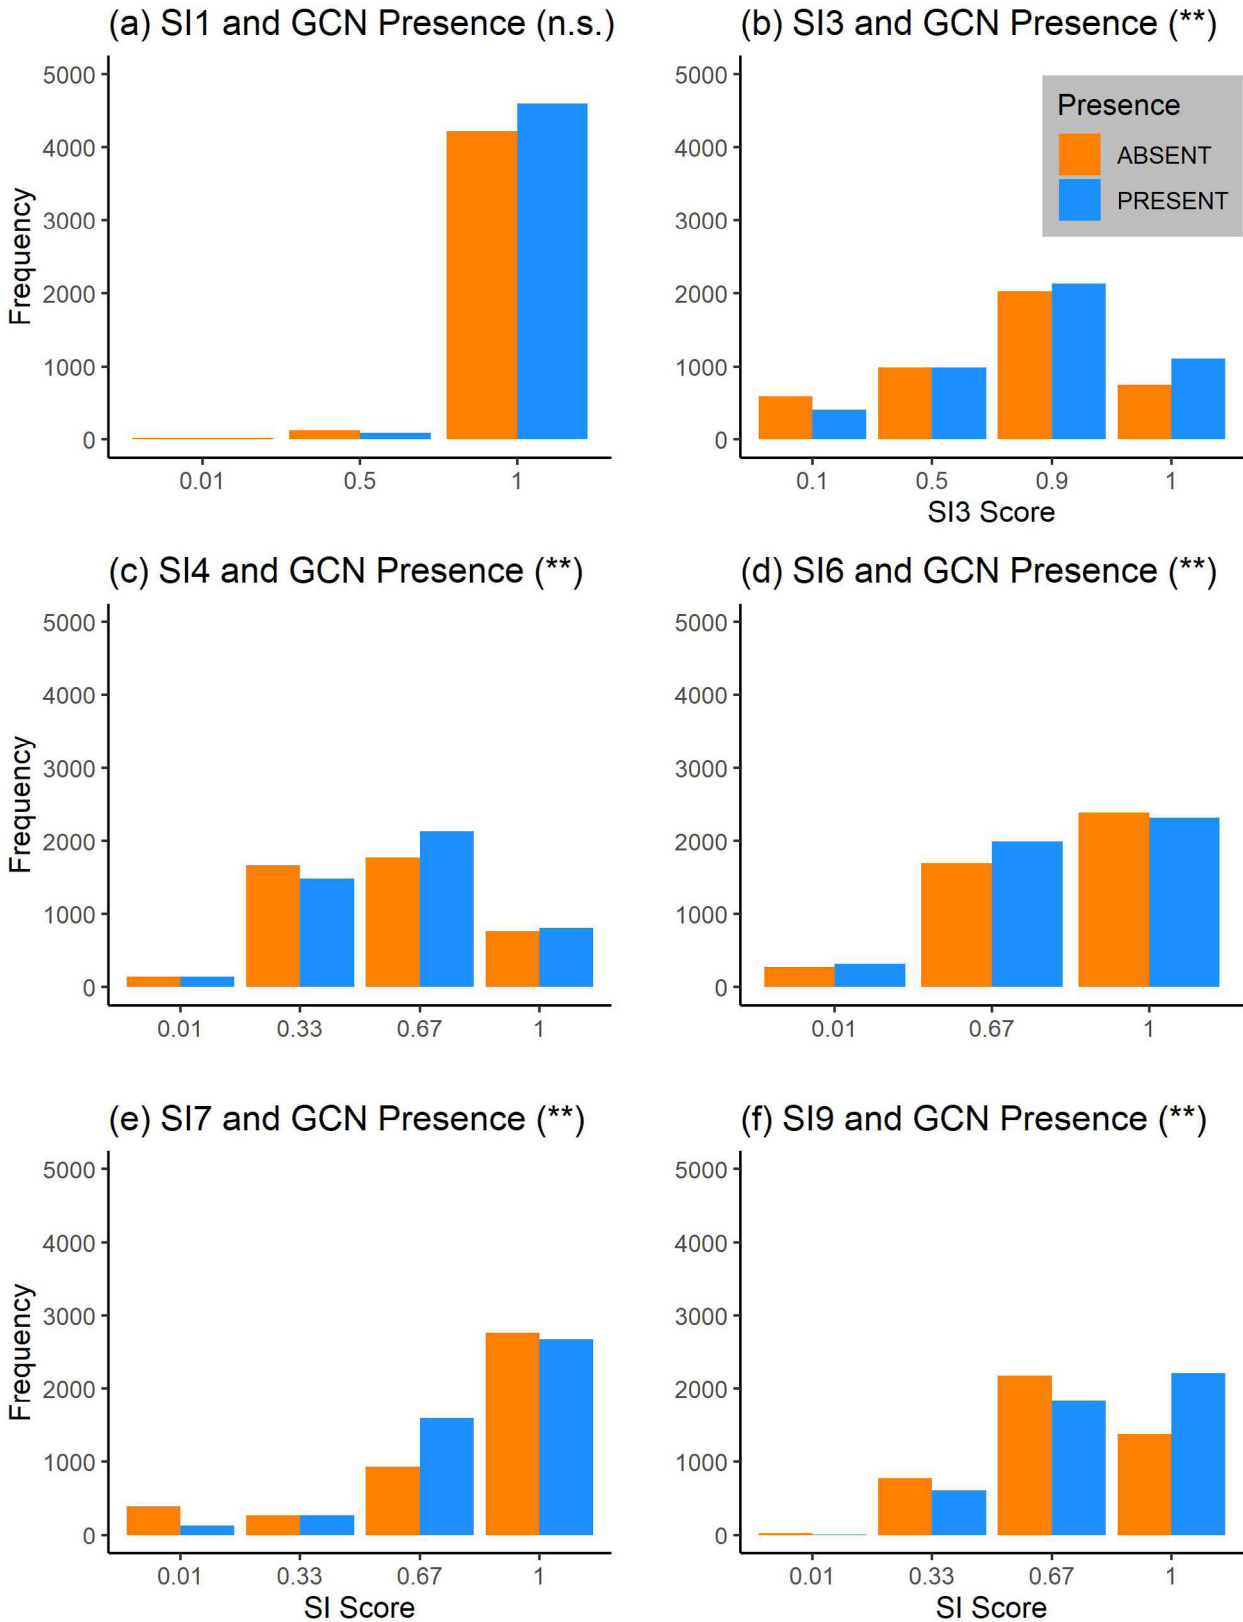 (a) SI1 and GCN Presence (n.s.)
5000
4000
3000
2000
1000
0
Frequency
0.01 0.5 1
(b) SI3 and GCN Presence (**)
5000
4000
3000
2000
1000
0
Presence
ABSENT
PRESENT
0.1 0.5 0.9 1
SI3 Score
(c) SI4 and GCN Presence (**)
5000
4000
3000
2000
1000
0
Frequency
0.01 0.33 0.67 1
(d) SI6 and GCN Presence (**)
5000
4000
3000
2000
1000
0
0.01 0.67 1
(e) SI7 and GCN Presence (**)
5000
4000
3000
2000
1000
0
Frequency
0.01 0.33 0.67 1
SI Score
(f) SI9 and GCN Presence (**)
5000
4000
3000
2000
1000
0
0.01 0.33 0.67 1